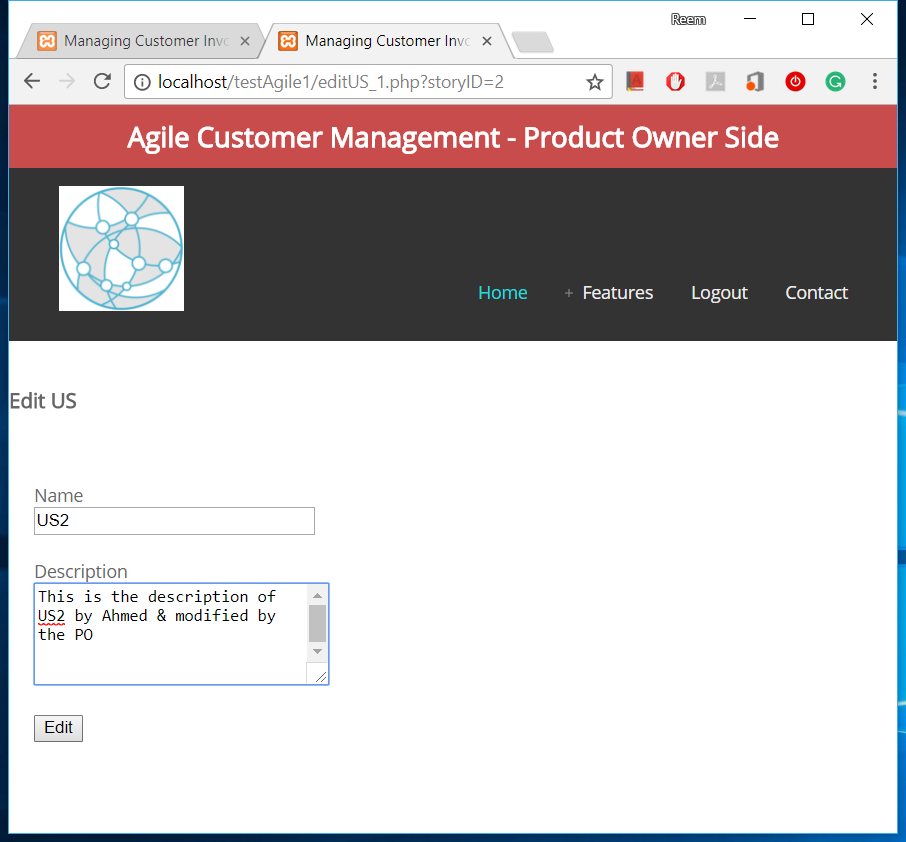 Reem
Managing Customer Invo
Managing Customer Invo
localhost/testAgile1/editUS_1.php?storyID=2
Agile Customer Management - Product Owner Side
Home + Features Logout Contact
Edit US
Name
US2
Description
This is the description of
US2 by Ahmed & modified by
the PO
Edit